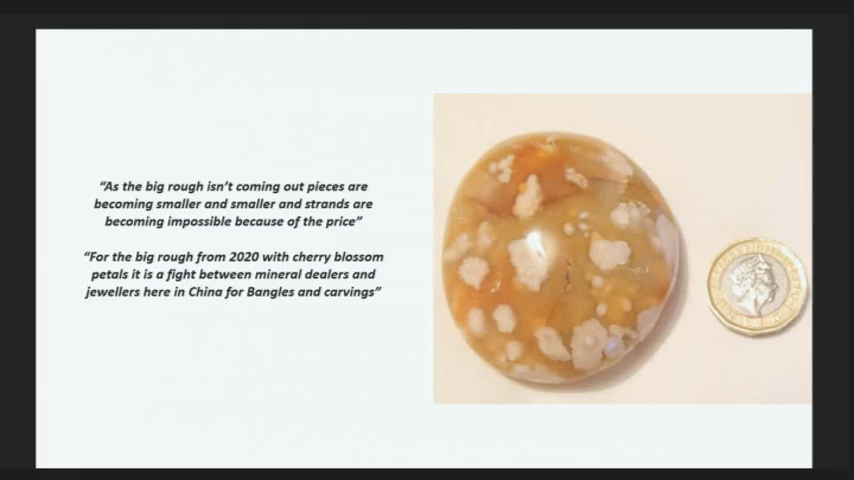 “As the big rough isn’t coming out pieces are
becoming smaller and smaller and strands are
becoming impossible because of the price”
“For the big rough from 2020 with cherry blossom
petals it is a fight between mineral dealers and
jewellers here in China for Bangles and carvings”